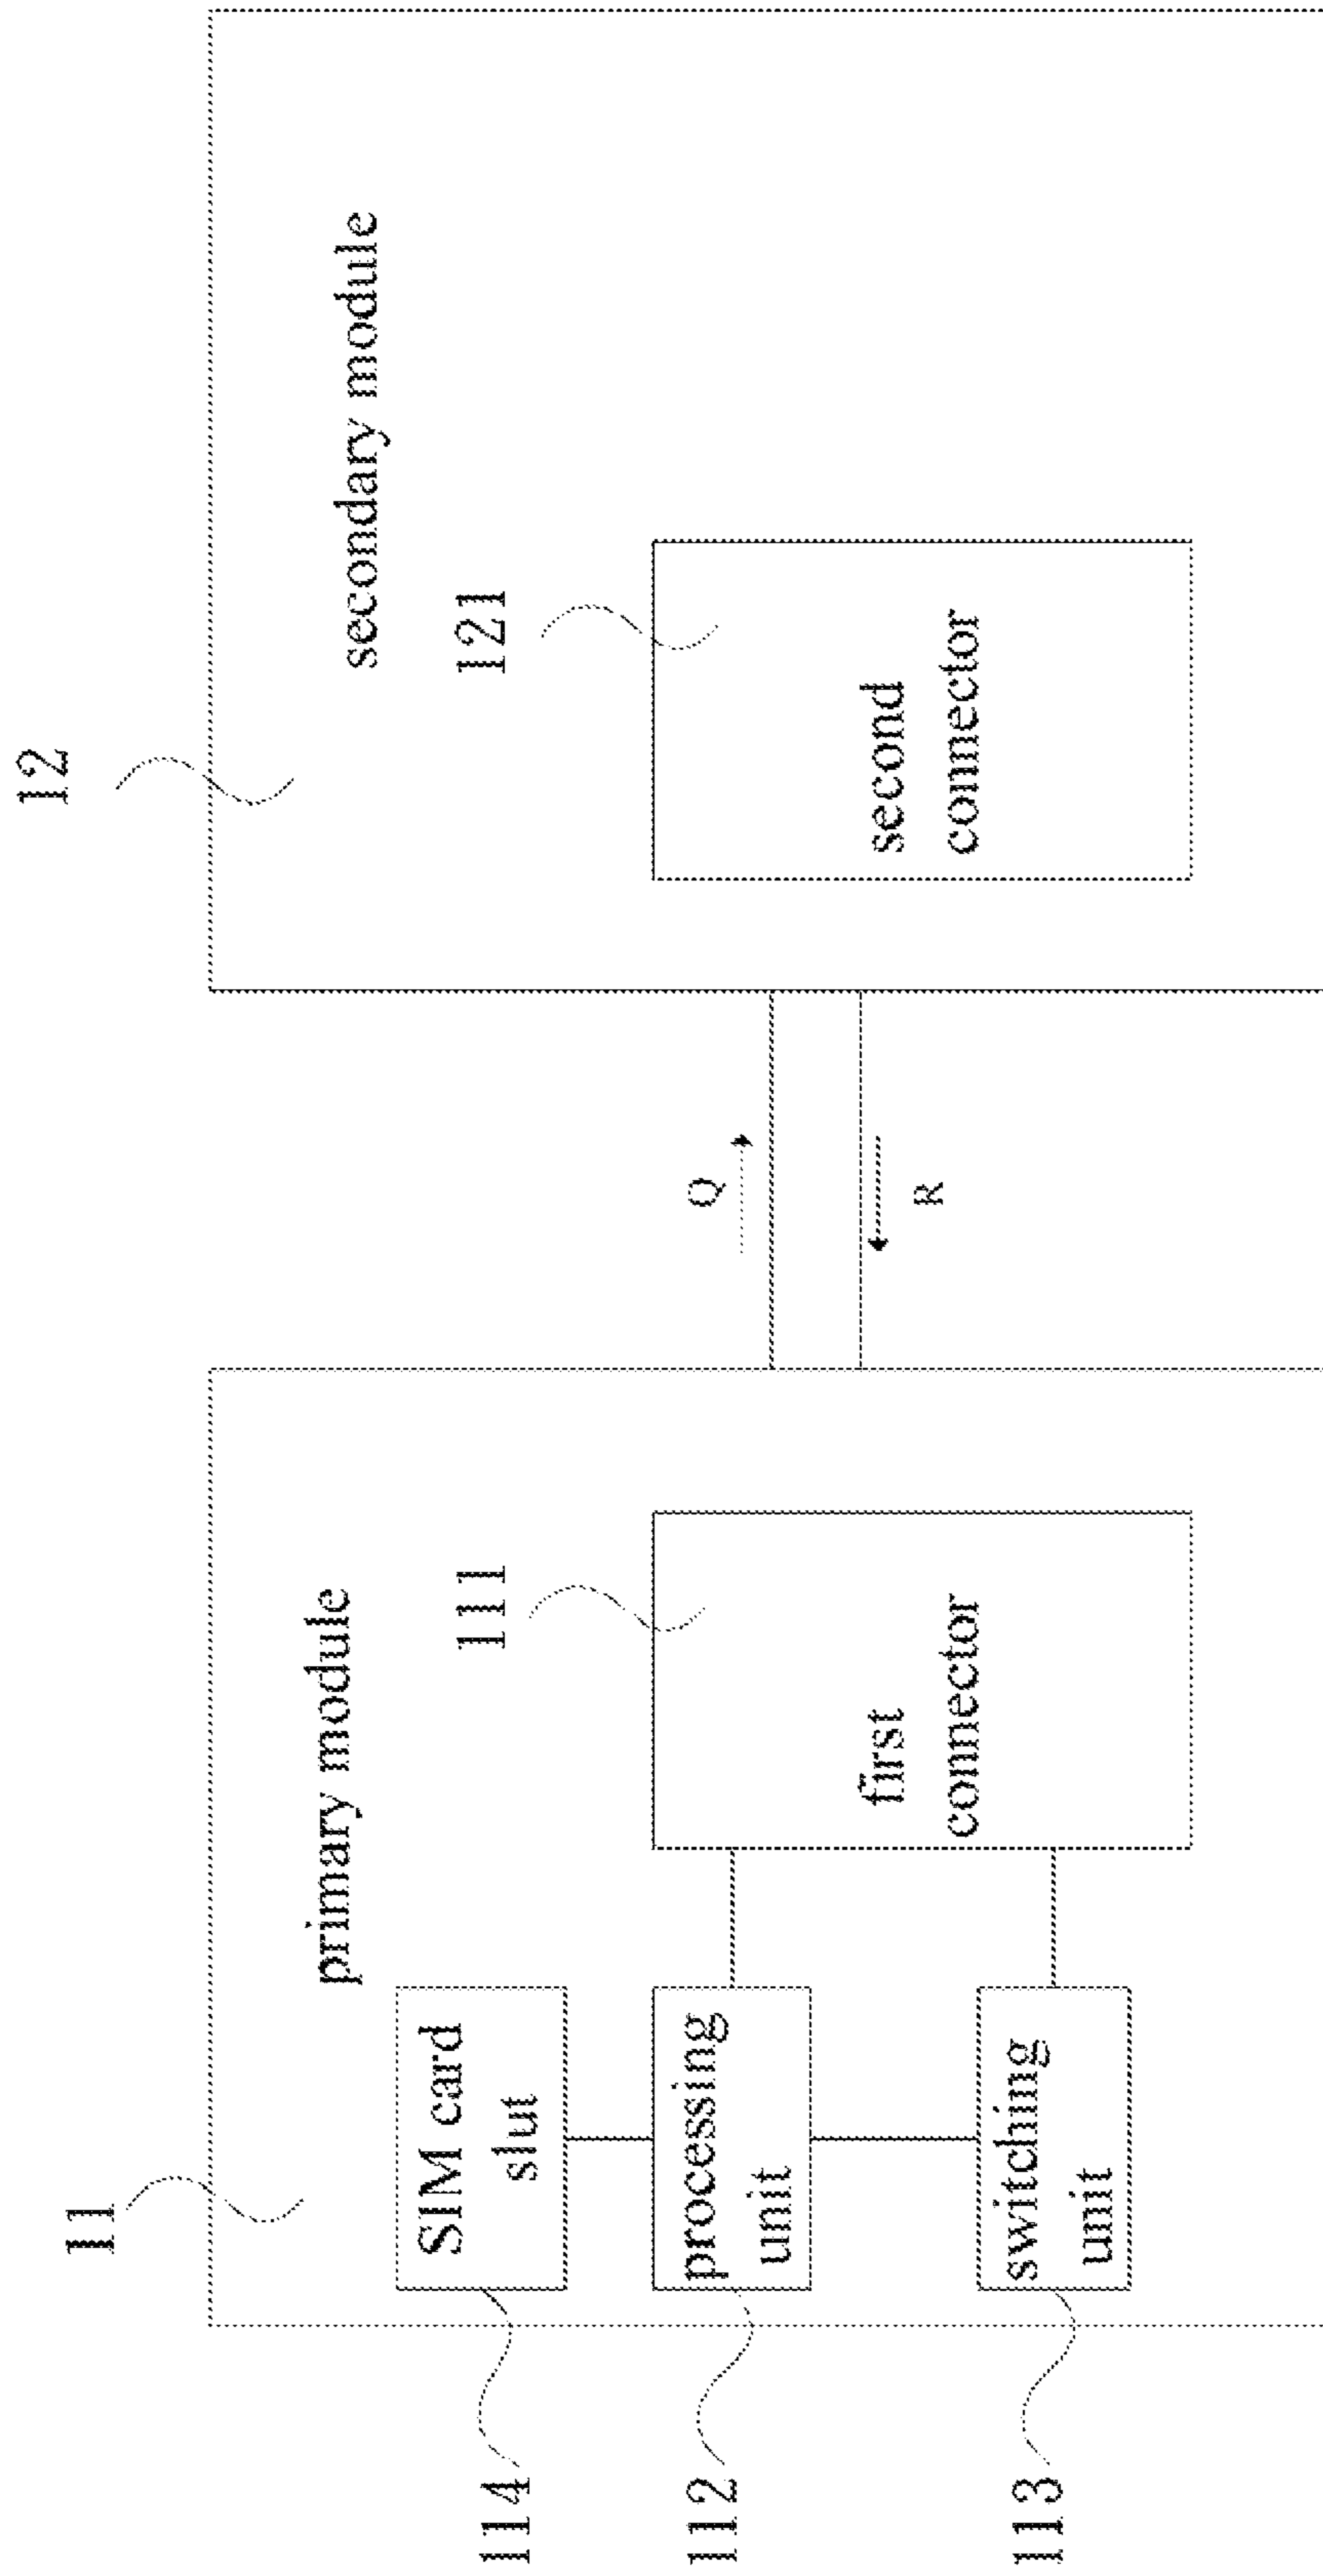 11
primary module
114
SIM card
slut
112
processing
unit
113
switching
unit
111
first
connector
Q
R
12
secondary module
121
second
connector